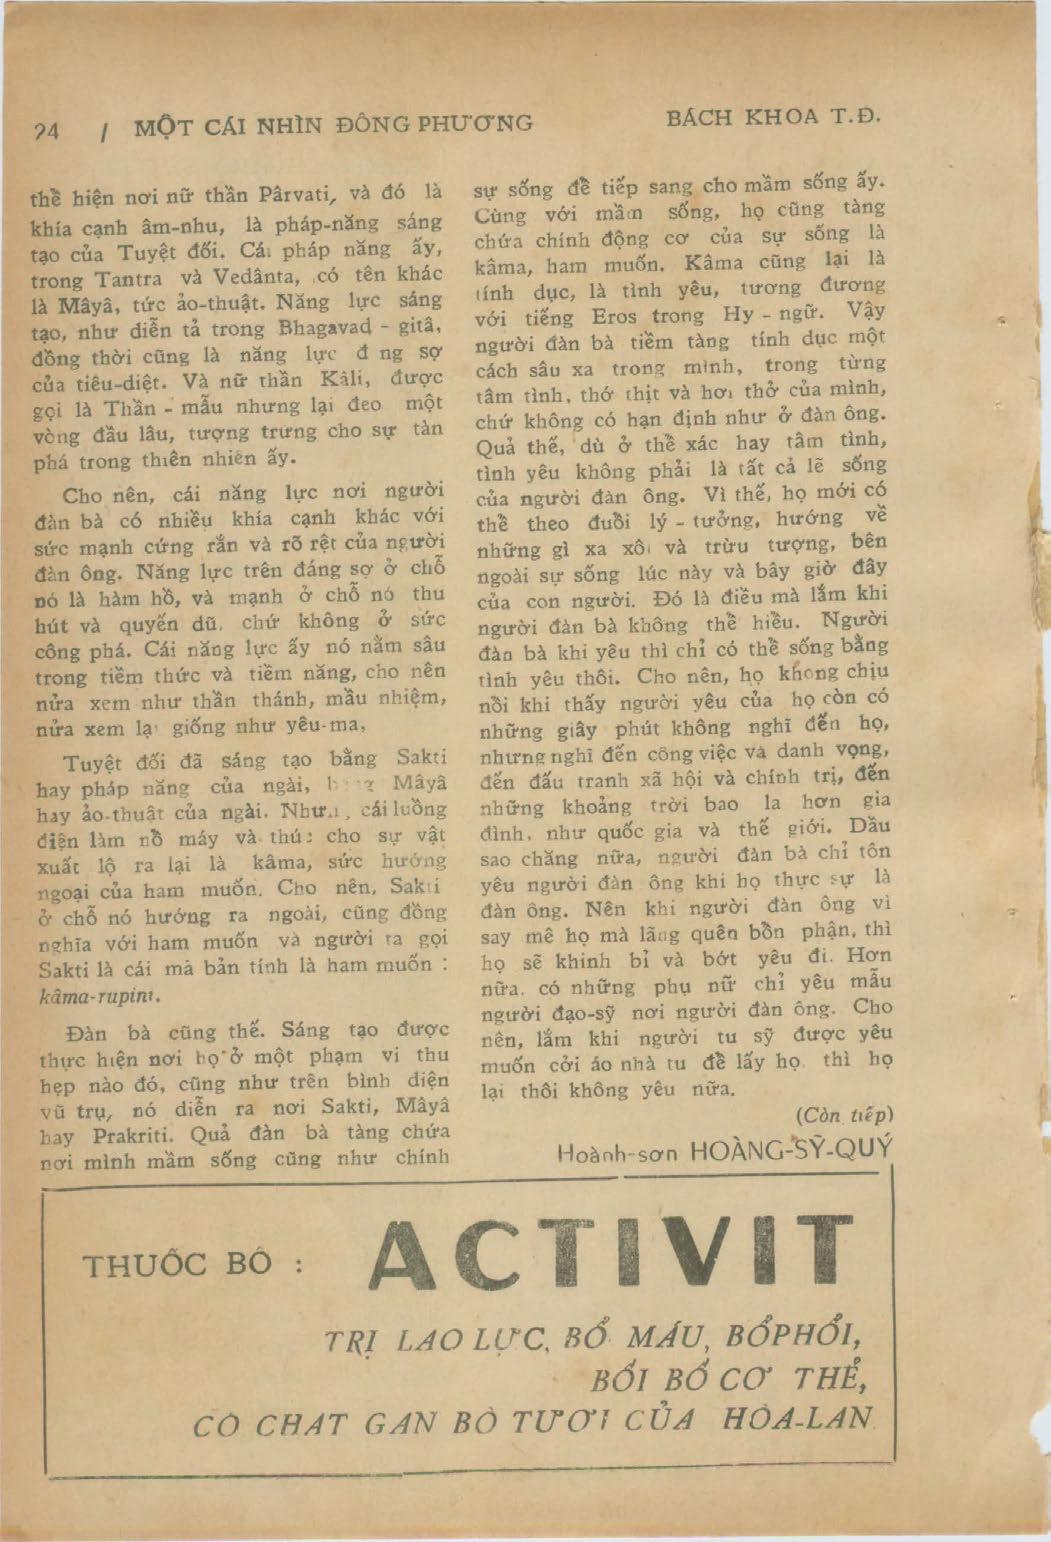 24 / MỘT CÁI NHÌN ĐÔNG PHƯƠNG
BÁCH KHOA T.Đ.
thể hiện nơi nữ thần Pârvati, và đó là
khía cạnh âm-nhu, là pháp-năng sáng
tạo của Tuyệt đối. Cái pháp năng ấy,
trong Tantra và Vedânta, có tên khác
là Mâyâ, tức ảo-thuật. Năng lực sáng
tạo, như diễn tả trong Bhagavad - gitâ,
đồng thời cũng là năng lực đ ng sợ
của tiêu-diệt. Và nữ thần Kâli, được
gọi là Thần - mẫu nhưng lại đeo một
vòng đầu lâu, tượng trưng cho sự tàn
phá trong thiên nhiên ấy.
Cho nên, cái năng lực nơi người
đàn bà có nhiều khía cạnh khác với
sức mạnh cứng rắn và rõ rệt của người
đàn ông. Năng lực trên đáng sợ ở chỗ
nó là hàm hồ, và mạnh ở chỗ nó thu
hút và quyến dũ, chứ không ở sức
công phá. Cái năng lực ấy nó nằm sâu
trong tiềm thức và tiềm năng, cho nên
nửa xem như thần thánh, mầu nhiệm,
nửa xem lại giống như yêu-ma.
Tuyệt đối đã sáng tạo bằng Sakti
hay pháp năng của ngài, Mâyâ
hay ảo-thuật của ngài. Nhưng, cái luồng
điện làm nổ máy và thúc cho sự vật
xuất lộ ra lại là kâma, sức hướng
ngoại của ham muốn. Cho nên, Sakti
ở chỗ nó hướng ra ngoài, cũng đồng
nghĩa với ham muốn và người ta gọi
Sakti là cái mà bản tính là ham muốn :
kâma-rupini.
Đàn bà cũng thế. Sáng tạo được
thực hiện nơi họ ở một phạm vi thu
hẹp nào đó, cũng như trên bình diện
vũ trụ, nó diễn ra nơi Sakti, Mâyâ
hay Prakriti. Quả đàn bà tàng chứa
nơi mình mầm sống cũng như chính
sự sống để tiếp sang cho mầm sống ấy.
Cùng với mầm sống, họ cũng tàng
chứa chính động cơ của sự sống là
kâma, ham muốn. Kâma cũng lại là
tính dục, là tình yêu, tương đương
với tiếng Eros trong Hy - ngữ. Vậy
người đàn bà tiềm tàng tính dục một
cách sâu xa trong mình, trong từng
tâm tình, thớ thịt và hơi thở của mình,
chứ không có hạn định như ở đàn ông.
Quả thế, dù ở thể xác hay tâm tình,
tình yêu không phải là tất cả lẽ sống
của người đàn ông. Vì thế, họ mới có
thể theo đuổi lý - tưởng, hướng về
những gì xa xôi và trừu tượng, bên
ngoài sự sống lúc này và bây giờ đây
của con người. Đó là điều mà lắm khi
người đàn bà không thể hiểu. Người
đàn bà khi yêu thì chỉ có thể sống bằng
tình yêu thôi. Cho nên, họ không chịu
nổi khi thấy người yêu của họ còn có
những giây phút không nghĩ đến họ,
nhưng nghĩ đến công việc và danh vọng,
đến đấu tranh xã hội và chính trị, đến
những khoảng trời bao la hơn gia
đình, như quốc gia và thế giới. Dầu
sao chăng nữa, người đàn bà chỉ tôn
yêu người đàn ông khi họ thực sự là
đàn ông. Nên khi người đàn ông vì
say mê họ mà lãng quên bổn phận, thì
họ sẽ khinh bỉ và bớt yêu đi. Hơn
nữa, có những phụ nữ chỉ yêu mẫu
người đạo-sỹ nơi người đàn ông. Cho
nên, lắm khi người tu sỹ được yêu
muốn cởi áo nhà tu để lấy họ thì họ
lại thôi không yêu nữa.
(Còn tiếp)
Hoành-sơn HOÀNG-SỸ-QUÝ
THUỐC BỔ : ACTIVIT
TRỊ LAO LỰC, BỔ MÁU, BỔ PHỔI,
BỒI BỔ CƠ THỂ,
CÓ CHẤT GAN BÒ TƯƠI CỦA HÒA-LAN